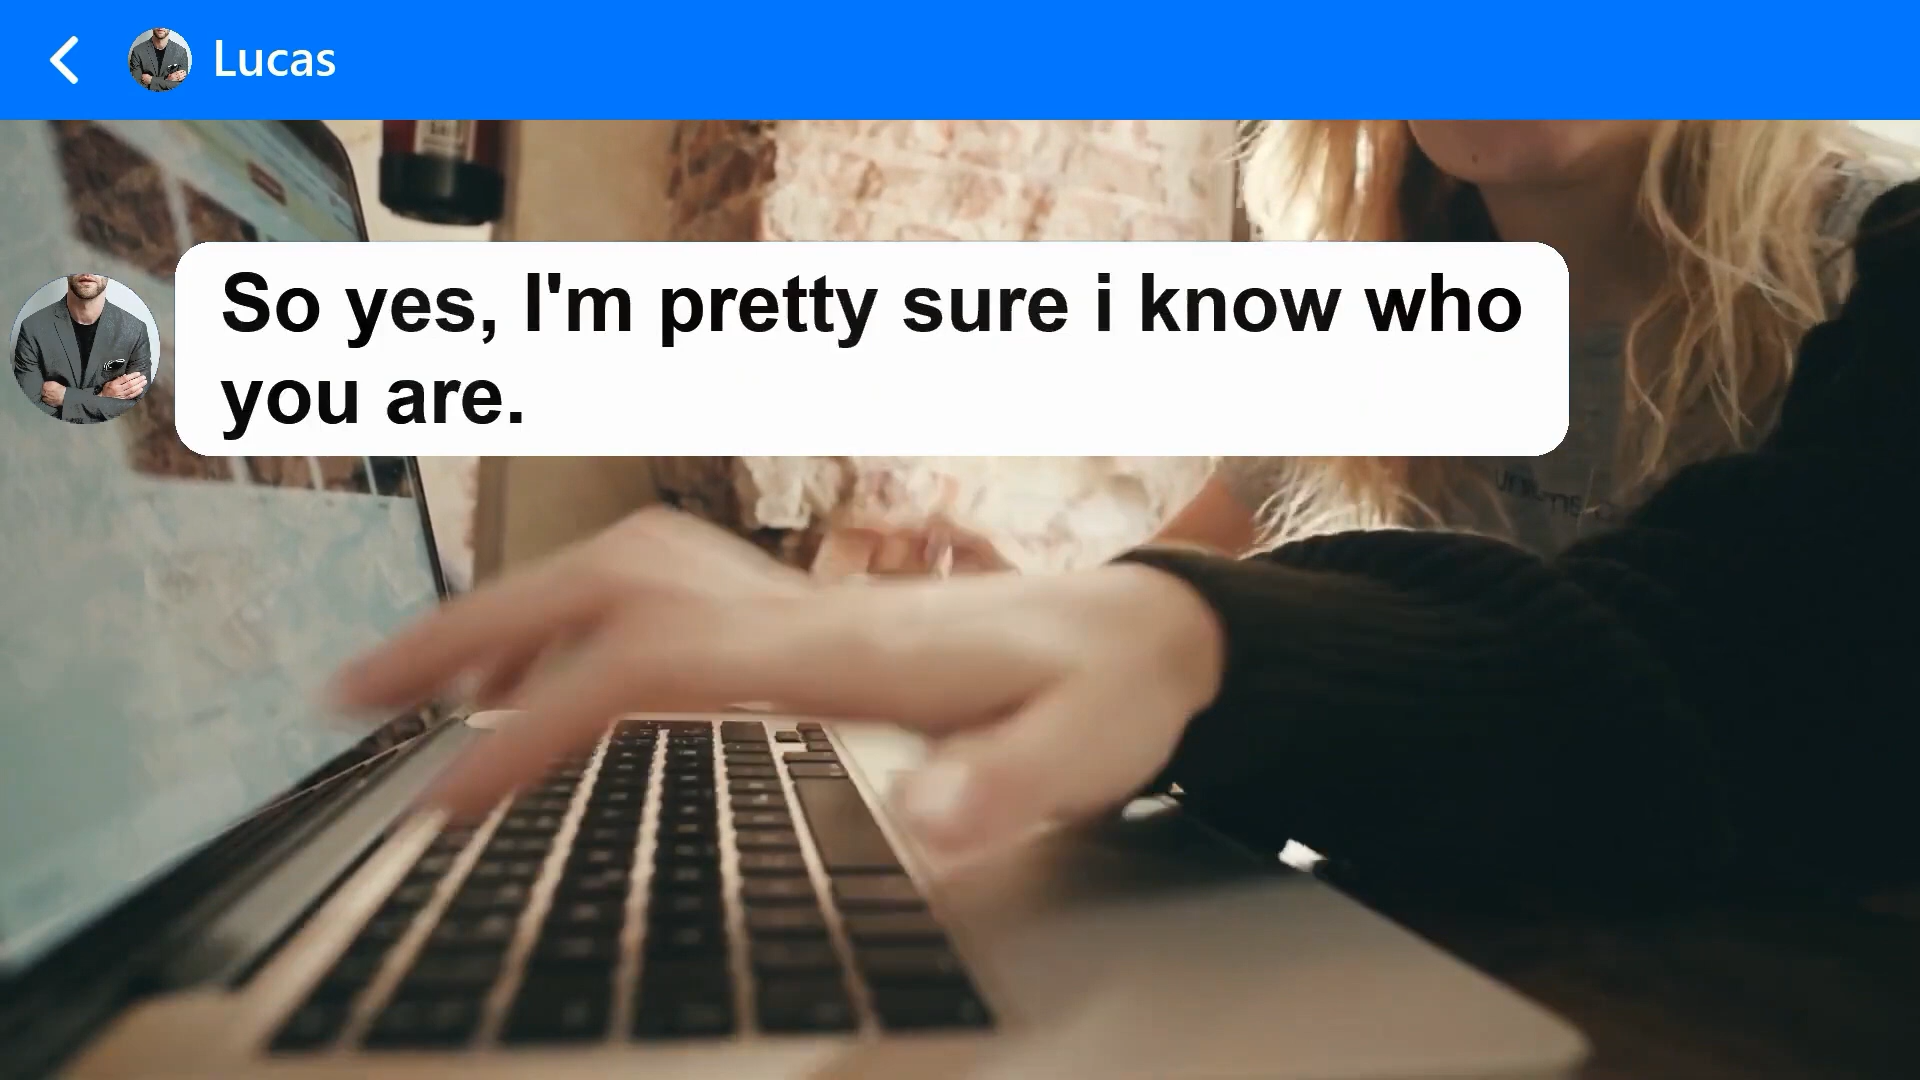 Lucas
So yes, I'm pretty sure i know who
you are.